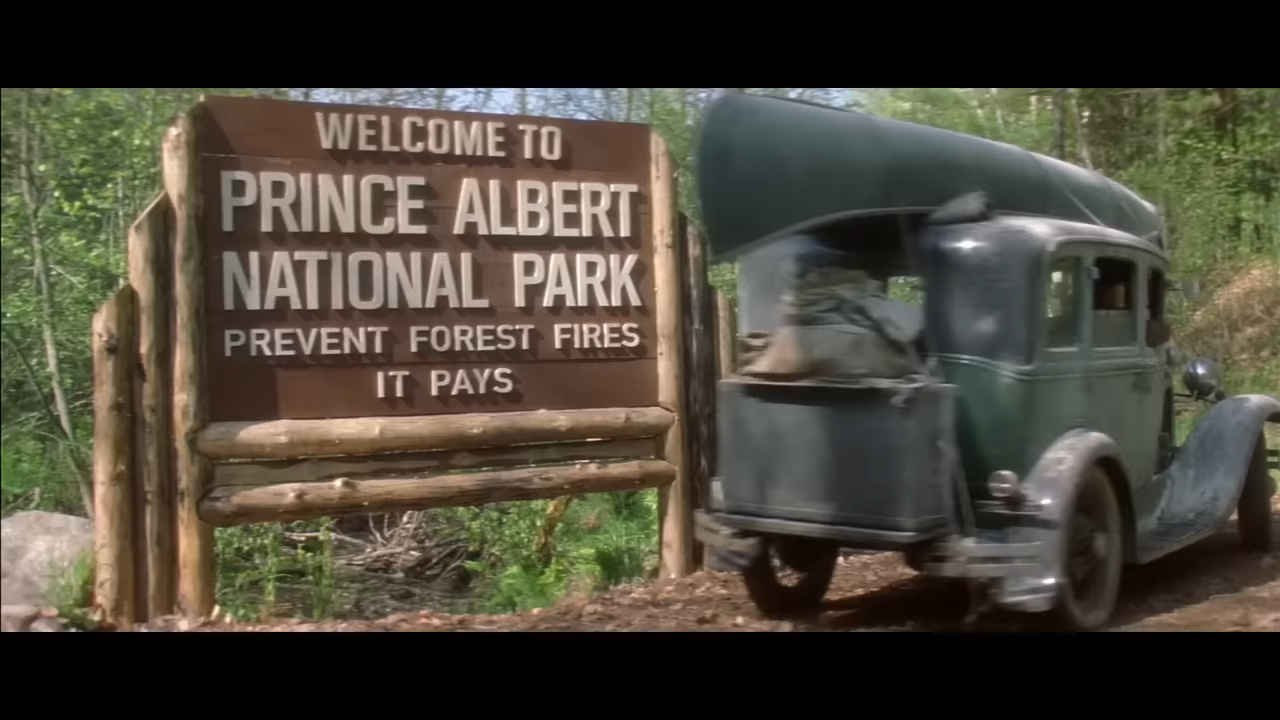 WELCOME TO
PRINCE ALBERT
NATIONAL PARK
PREVENT FOREST FIRES
IT PAYS